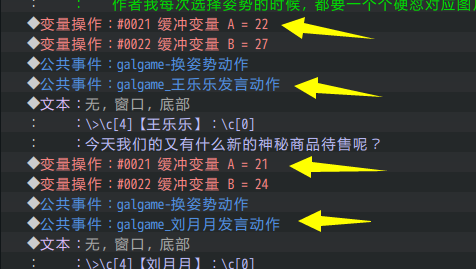 :　　:　　作者我每次选择姿势的时候，都要一个个硬怼对应图片
◆变量操作：#0021 缓冲变量 A = 22
◆变量操作：#0022 缓冲变量 B = 27
◆公共事件：galgame-换姿势动作
◆公共事件：galgame_王乐乐发言动作
◆文本：无, 窗口, 底部
:　　:\>\c[4]【王乐乐】：\c[0]
:　　:今天我们的又有什么新的神秘商品待售呢？
◆变量操作：#0021 缓冲变量 A = 21
◆变量操作：#0022 缓冲变量 B = 24
◆公共事件：galgame-换姿势动作
◆公共事件：galgame_刘月月发言动作
◆文本：无, 窗口, 底部
:　　:\>\c[4]【刘月月】：\c[0]